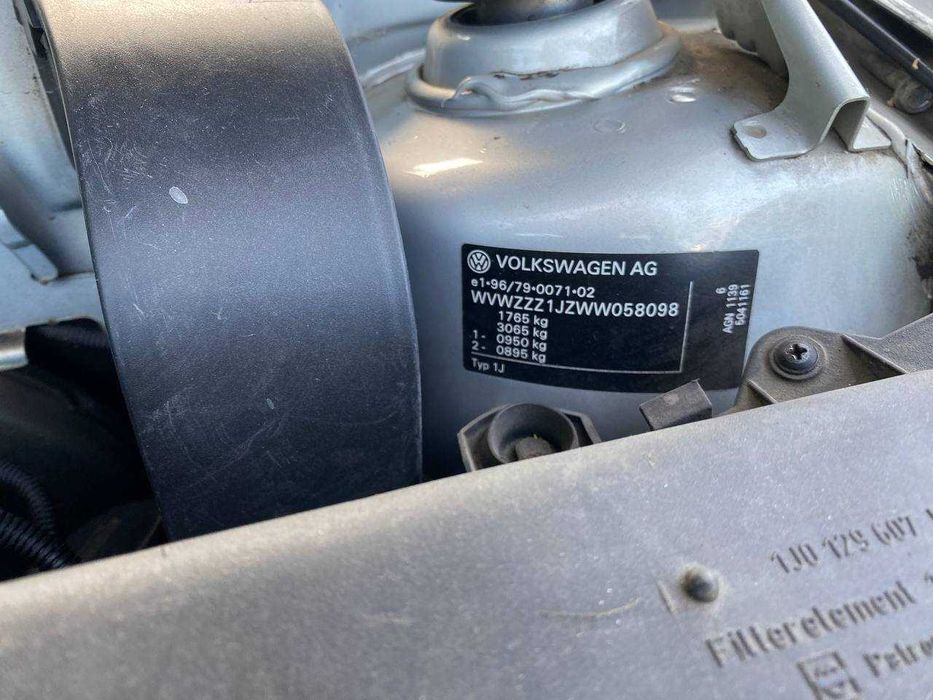 VOLKSWAGEN AG
e1*96/79*0071*02
WVWZZZ1JZWW058098
1765 kg
3065 kg
1- 0950 kg
2- 0895 kg
Typ 1J
6
AGN 1139
5041161
1J0 129 607
Filterelement